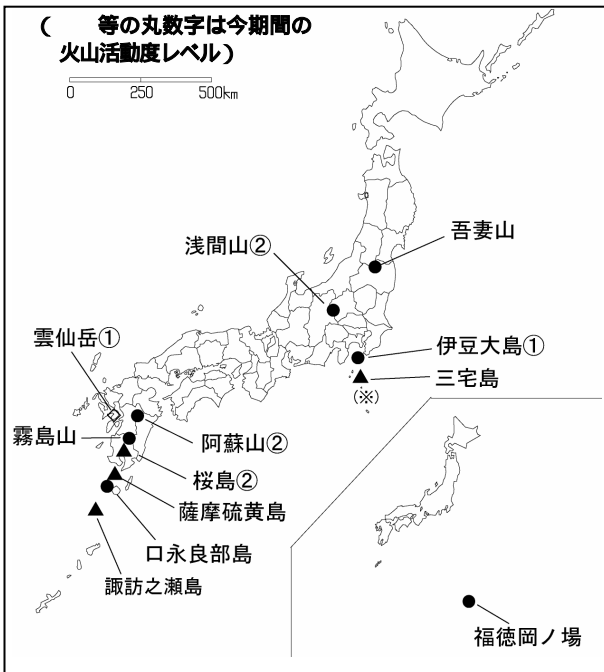 (　　等の丸数字は今期間の
火山活動度レベル)
0 250 500km
吾妻山
浅間山②
雲仙岳①
伊豆大島①
三宅島
(※)
霧島山
阿蘇山②
桜島②
薩摩硫黄島
口永良部島
諏訪之瀬島
福徳岡ノ場